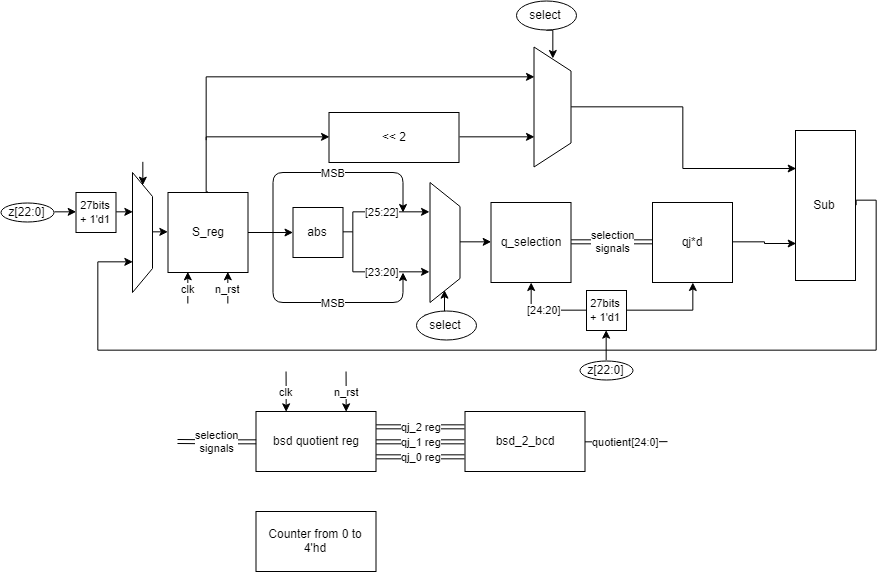 select
<< 2
MSB
z[22:0]
27bits
+ 1'd1
S_reg
abs
[25:22]
[23:20]
MSB
clk
n_rst
select
q_selection
selection
signals
qj*d
Sub
[24:20]
27bits
+ 1'd1
z[22:0]
clk
n_rst
selection
signals
bsd quotient reg
qj_2 reg
qj_1 reg
qj_0 reg
bsd_2_bcd
quotient[24:0]
Counter from 0 to
4'hd